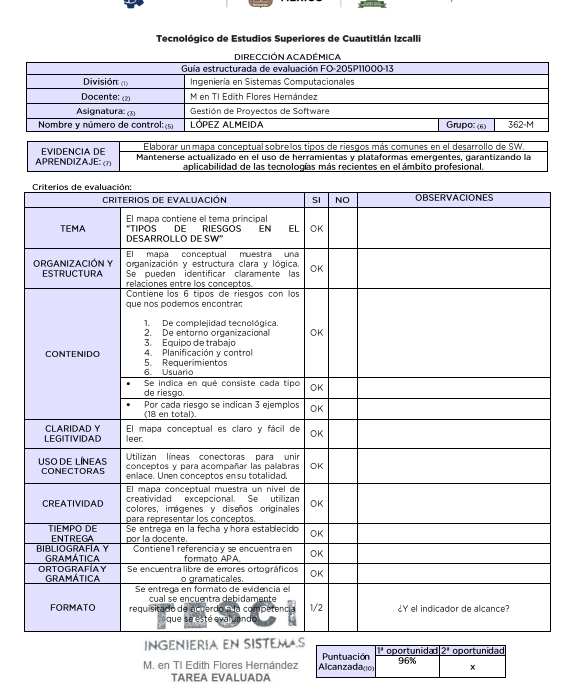 MÉXICO
Tecnológico de Estudios Superiores de Cuautitlán Izcalli
DIRECCIÓN ACADÉMICA
Guía estructurada de evaluación FO-205P11000-13
División: (1) Ingeniería en Sistemas Computacionales
Docente: (2) M en TI Edith Flores Hernández
Asignatura: (3) Gestión de Proyectos de Software
Nombre y número de control: (5) LÓPEZ ALMEIDA Grupo: (6) 362-M
EVIDENCIA DE APRENDIZAJE: (7)
Elaborar un mapa conceptual sobre los tipos de riesgos más comunes en el desarrollo de SW.
Mantenerse actualizado en el uso de herramientas y plataformas emergentes, garantizando la
aplicabilidad de las tecnologías más recientes en el ámbito profesional.
Criterios de evaluación:
CRITERIOS DE EVALUACIÓN SI NO OBSERVACIONES
TEMA
El mapa contiene el tema principal
"TIPOS DE RIESGOS EN EL
DESARROLLO DE SW"
OK
ORGANIZACIÓN Y
ESTRUCTURA
El mapa conceptual muestra una
organización y estructura clara y lógica.
Se pueden identificar claramente las
relaciones entre los conceptos.
OK
CONTENIDO
Contiene los 6 tipos de riesgos con los
que nos podemos encontrar:
1. De complejidad tecnológica.
2. De entorno organizacional
3. Equipo de trabajo
4. Planificación y control
5. Requerimientos
6. Usuario
OK
• Se indica en qué consiste cada tipo
de riesgo.
OK
• Por cada riesgo se indican 3 ejemplos
(18 en total).
OK
CLARIDAD Y
LEGITIVIDAD
El mapa conceptual es claro y fácil de
leer.
OK
USO DE LÍNEAS
CONECTORAS
Utilizan líneas conectoras para unir
conceptos y para acompañar las palabras
enlace. Unen conceptos en su totalidad.
OK
CREATIVIDAD
El mapa conceptual muestra un nivel de
creatividad excepcional. Se utilizan
colores, imágenes y diseños originales
para representar los conceptos.
OK
TIEMPO DE
ENTREGA
Se entrega en la fecha y hora establecido
por la docente.
OK
BIBLIOGRAFÍA Y
GRAMÁTICA
Contiene 1 referencia y se encuentra en
formato APA.
OK
ORTOGRAFÍA Y
GRAMÁTICA
Se encuentra libre de errores ortográficos
o gramaticales.
OK
FORMATO
Se entrega en formato de evidencia el
cual se encuentra debidamente
requisitado de acuerdo a la competencia
que se esté evaluando.
1/2
¿Y el indicador de alcance?
TESCI
INGENIERIA EN SISTEMAS
M. en TI Edith Flores Hernández
TAREA EVALUADA
Puntuación
Alcanzada(10)
1ª oportunidad 2ª oportunidad
96% x